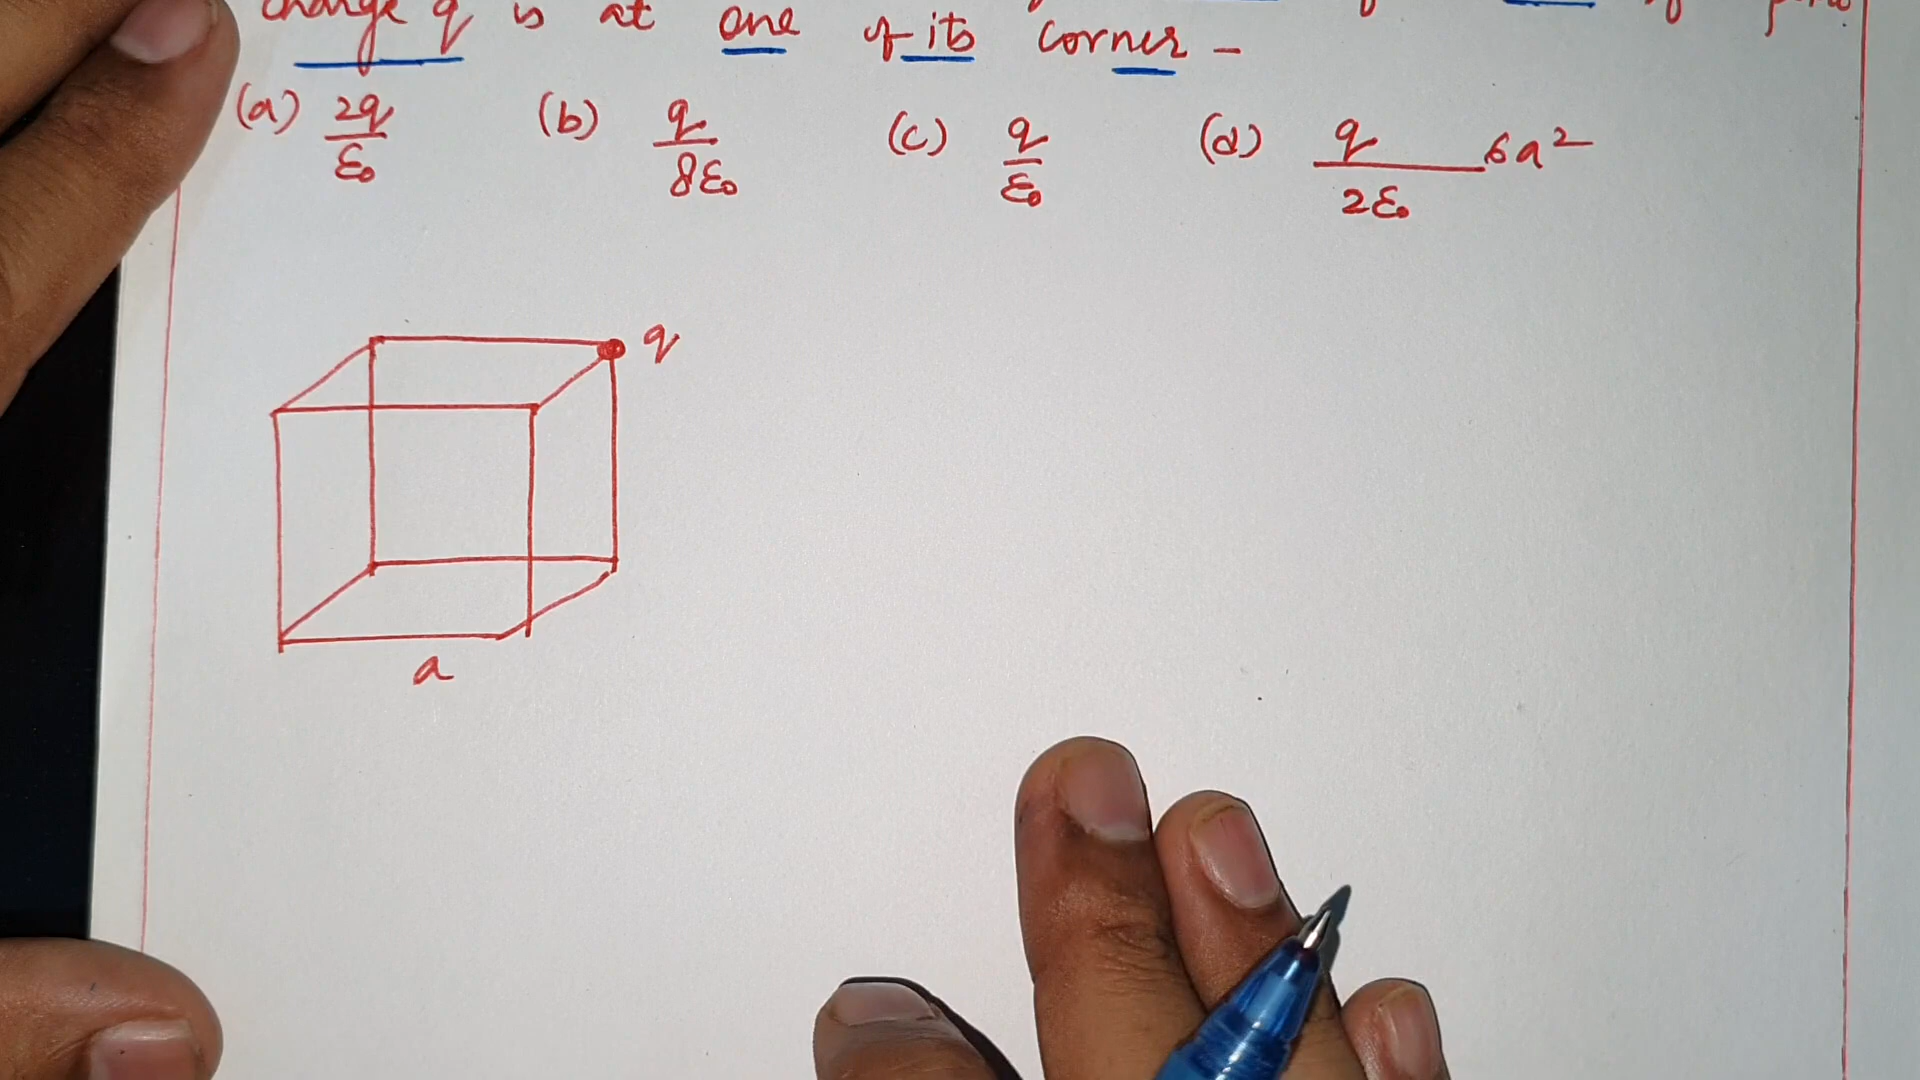 charge q is at one of its corner -
(a) 2q/ε₀ (b) q/8ε₀ (c) q/ε₀ (d) q/2ε₀ 6a²
q
a